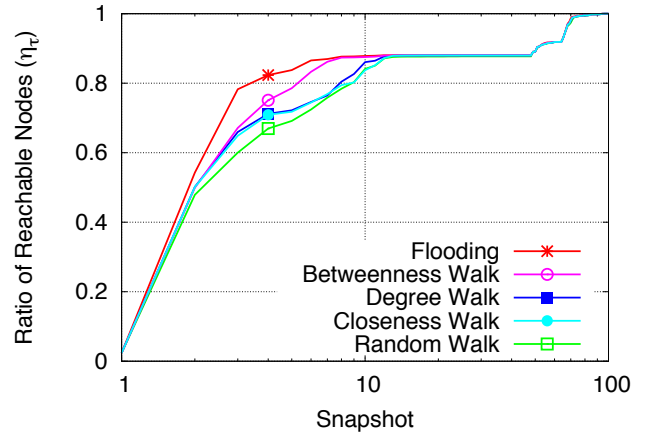 1
0.8
0.6
0.4
0.2
0
Ratio of Reachable Nodes (ητ)
Flooding
Betweenness Walk
Degree Walk
Closeness Walk
Random Walk
1
10
100
Snapshot